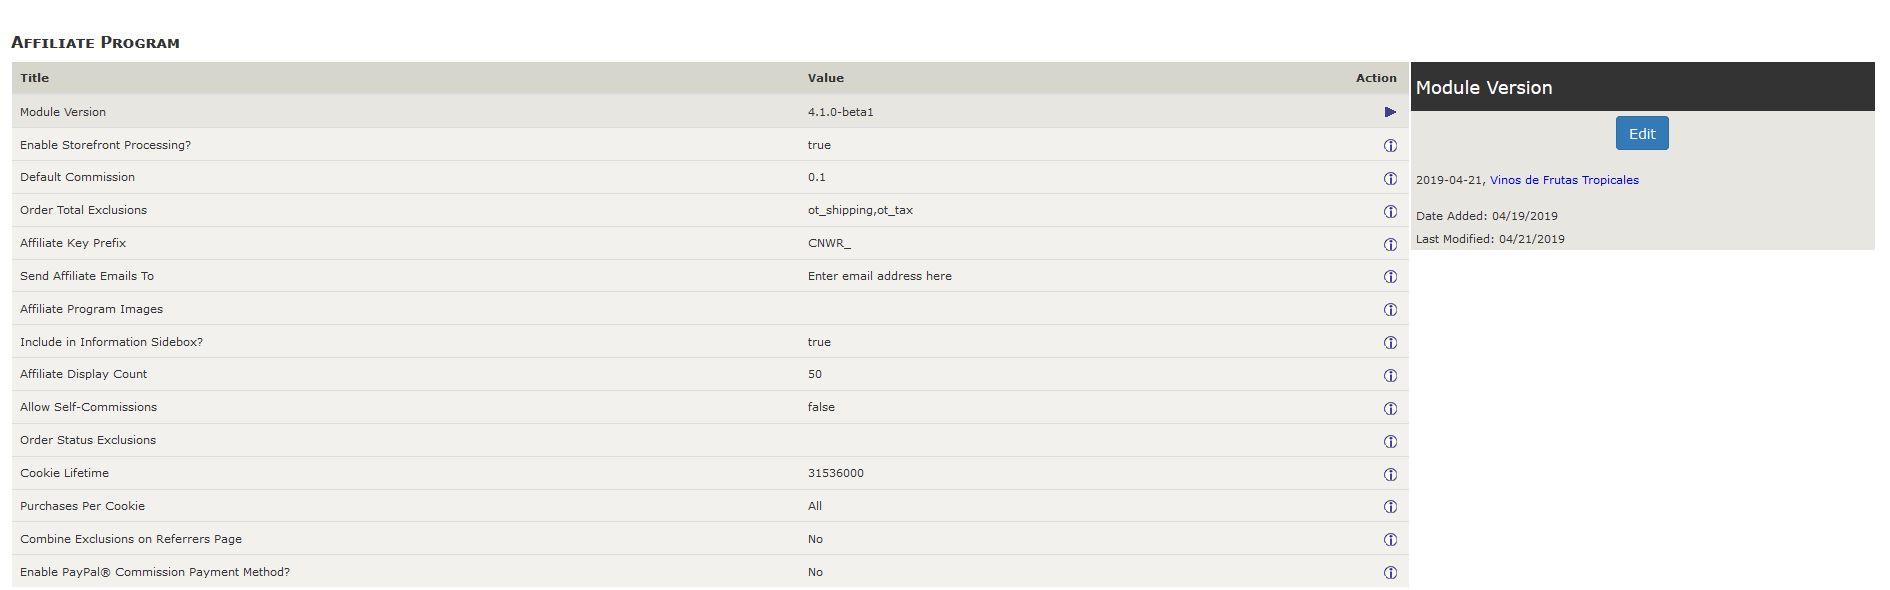 Affiliate Program
Title Value Action
Module Version 4.1.0-beta1
Enable Storefront Processing? true
Default Commission 0.1
Order Total Exclusions ot_shipping,ot_tax
Affiliate Key Prefix CNWR_
Send Affiliate Emails To Enter email address here
Affiliate Program Images
Include in Information Sidebox? true
Affiliate Display Count 50
Allow Self-Commissions false
Order Status Exclusions
Cookie Lifetime 31536000
Purchases Per Cookie All
Combine Exclusions on Referrers Page No
Enable PayPal® Commission Payment Method? No
Module Version
Edit
2019-04-21, Vinos de Frutas Tropicales
Date Added: 04/19/2019
Last Modified: 04/21/2019